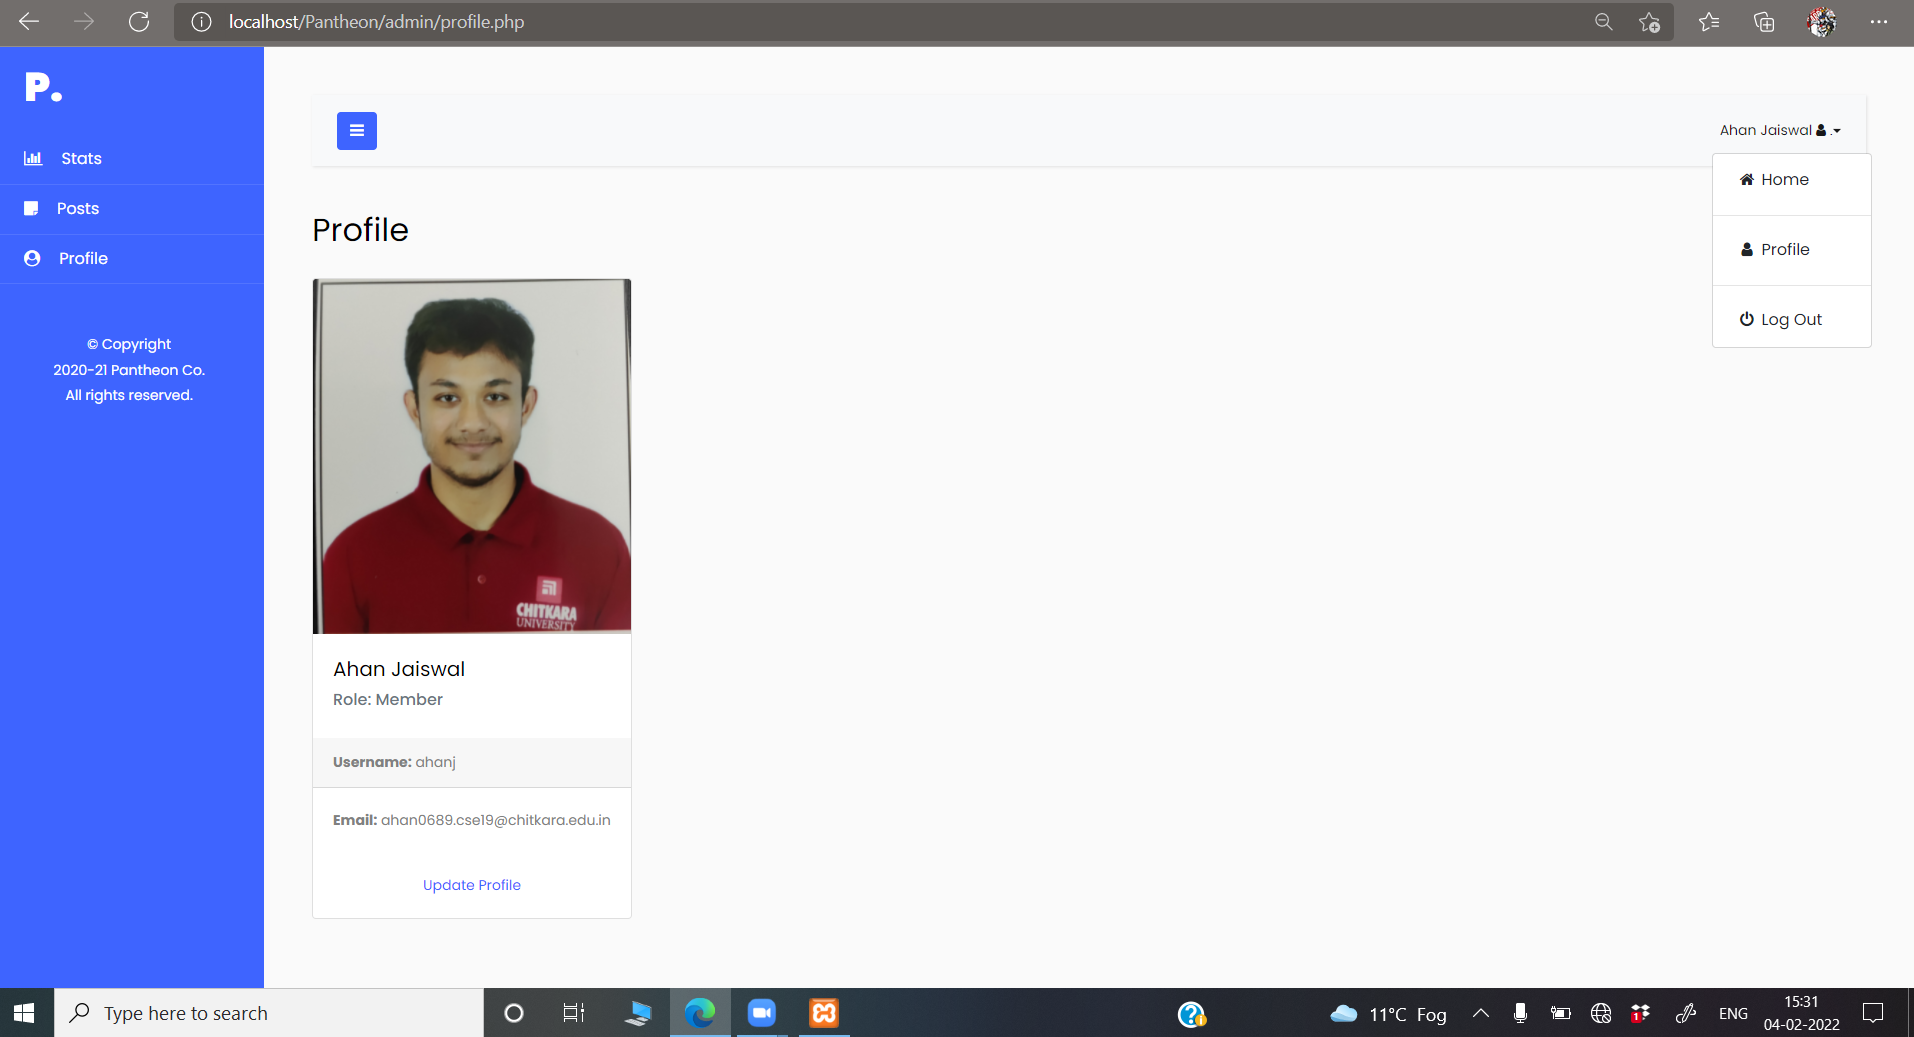 localhost/Pantheon/admin/profile.php
P.
Stats
Posts
Profile
© Copyright
2020-21 Pantheon Co.
All rights reserved.
Ahan Jaiswal
Home
Profile
Log Out
Profile
CHITKARA
UNIVERSITY
Ahan Jaiswal
Role: Member
Username: ahanj
Email: ahan0689.cse19@chitkara.edu.in
Update Profile
Type here to search
11°C Fog
1
ENG
15:31
04-02-2022